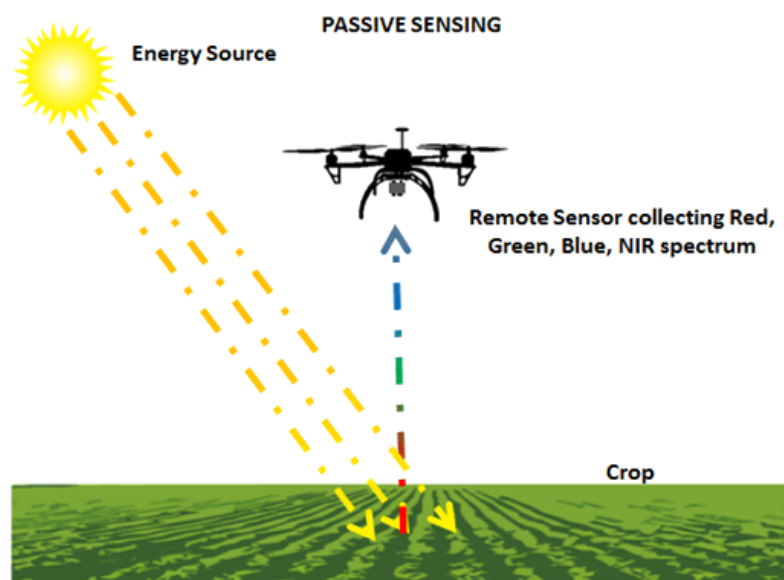 PASSIVE SENSING
Energy Source
Remote Sensor collecting Red,
Green, Blue, NIR spectrum
Crop